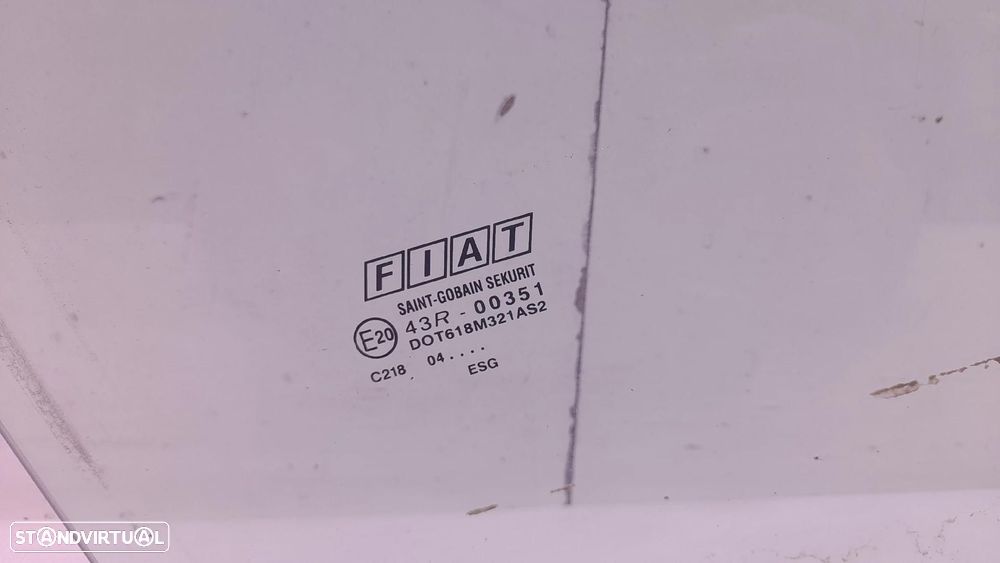 FIAT
SAINT-GOBAIN SEKURIT
E20 43R - 00351
DOT618M321AS2
C218 04....
ESG
STANDVIRTUAL